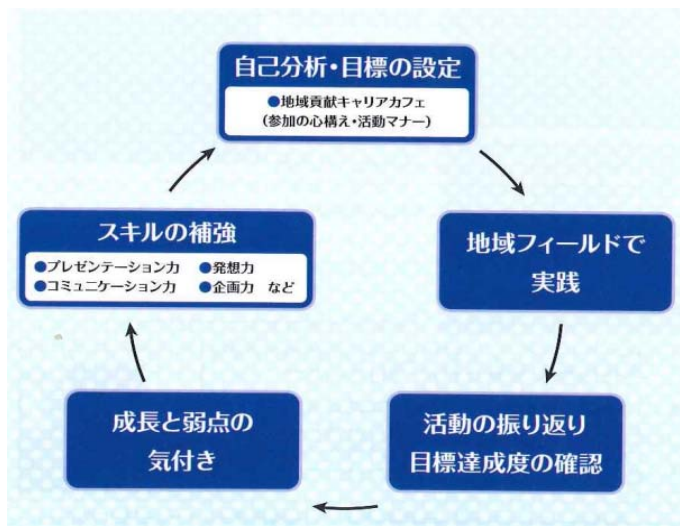 自己分析・目標の設定
●地域貢献キャリアカフェ
(参加の心構え・活動マナー)
地域フィールドで
実践
活動の振り返り
目標達成度の確認
成長と弱点の
気付き
スキルの補強
●プレゼンテーション力 ●発想力
●コミュニケーション力 ●企画力 など